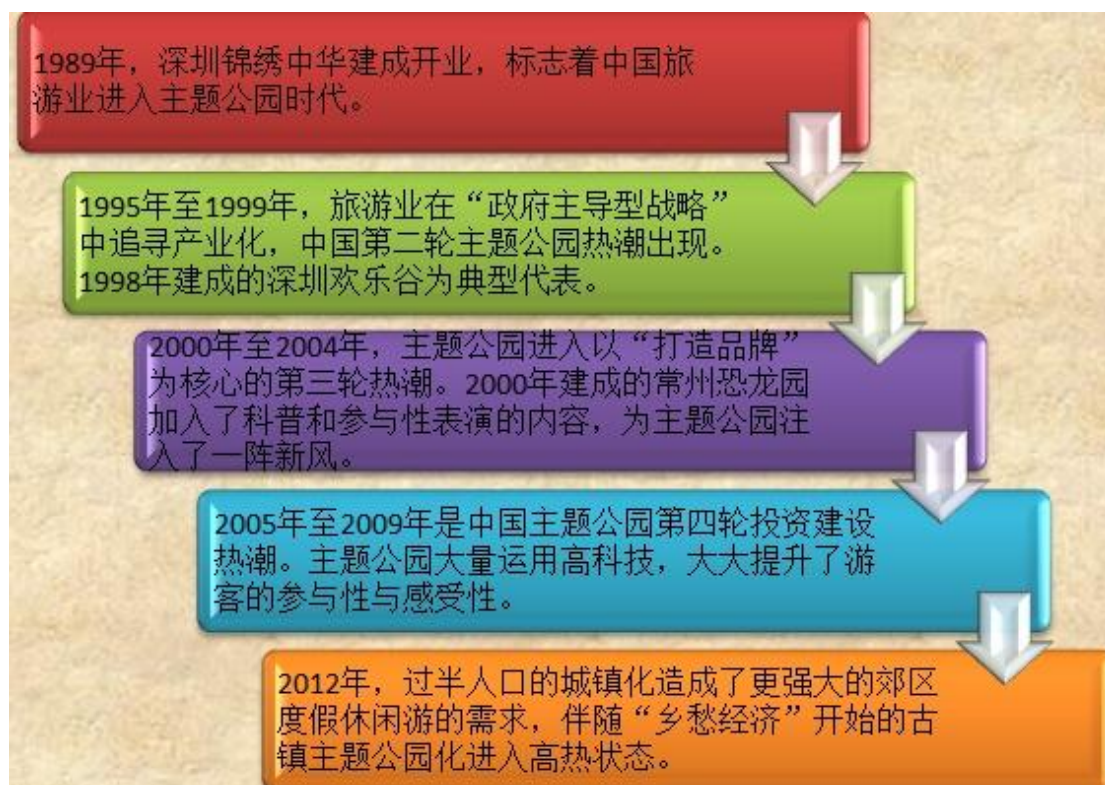 1989年，深圳锦绣中华建成开业，标志着中国旅
游业进入主题公园时代。
1995年至1999年，旅游业在“政府主导型战略”
中追寻产业化，中国第二轮主题公园热潮出现。
1998年建成的深圳欢乐谷为典型代表。
2000年至2004年，主题公园进入以“打造品牌”
为核心的第三轮热潮。2000年建成的常州恐龙园
加入了科普和参与性表演的内容，为主题公园注
入了一阵新风。
2005年至2009年是中国主题公园第四轮投资建设
热潮。主题公园大量运用高科技，大大提升了游
客的参与性与感受性。
2012年，过半人口的城镇化造成了更强大的郊区
度假休闲游的需求，伴随“乡愁经济”开始的古
镇主题公园化进入高热状态。